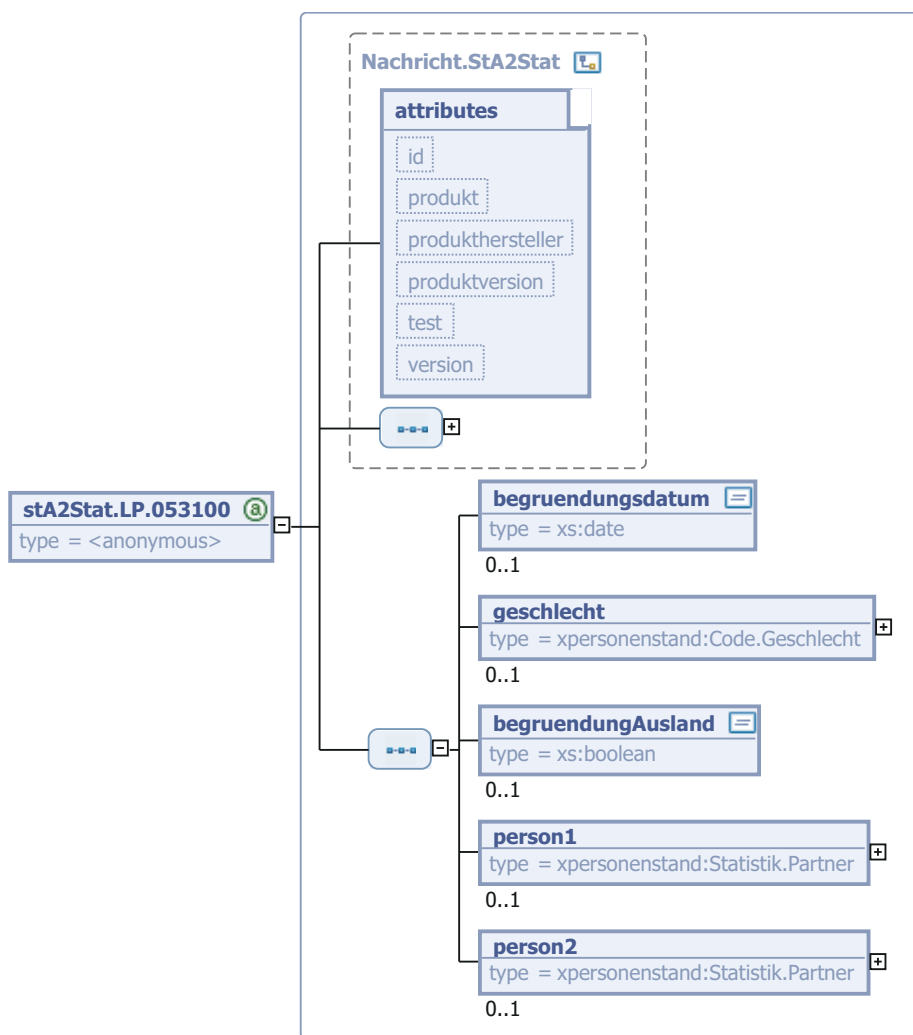 Nachricht.StA2Stat
attributes
id
produkt
produkthersteller
produktversion
test
version
stA2Stat.LP.053100
type = <anonymous>
begruendungsdatum
type = xs:date
0..1
geschlecht
type = xpersonenstand:Code.Geschlecht
0..1
begruendungAusland
type = xs:boolean
0..1
person1
type = xpersonenstand:Statistik.Partner
0..1
person2
type = xpersonenstand:Statistik.Partner
0..1